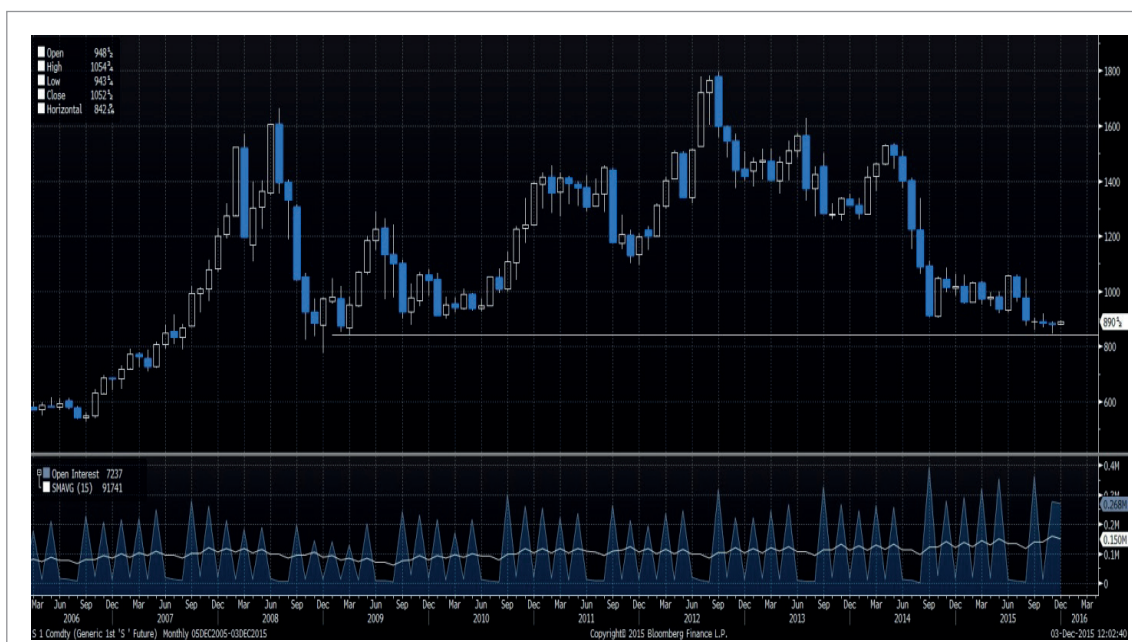 Open 948 4/2
High 1054
Low 943
Close 1052
Horizontal 842
1800
1600
1400
1200
1000
890
800
600
Open Interest 7237
SMAVG (15) 91741
0.4M
0.268M
0.2M
0.150M
0.1M
0
Mar Jun Sep Dec Mar Jun Sep Dec Mar Jun Sep Dec Mar Jun Sep Dec Mar Jun Sep Dec Mar Jun Sep Dec Mar Jun Sep Dec Mar Jun Sep Dec Mar Jun Sep Dec Mar Jun Sep Dec Mar
2006 2007 2008 2009 2010 2011 2012 2013 2014 2015 2016
S 1 Comdty (Generic 1st 'S ' Future) Monthly 05DEC2005-03DEC2015 Copyright© 2015 Bloomberg Finance L.P. 03-Dec-2015 12:02:40